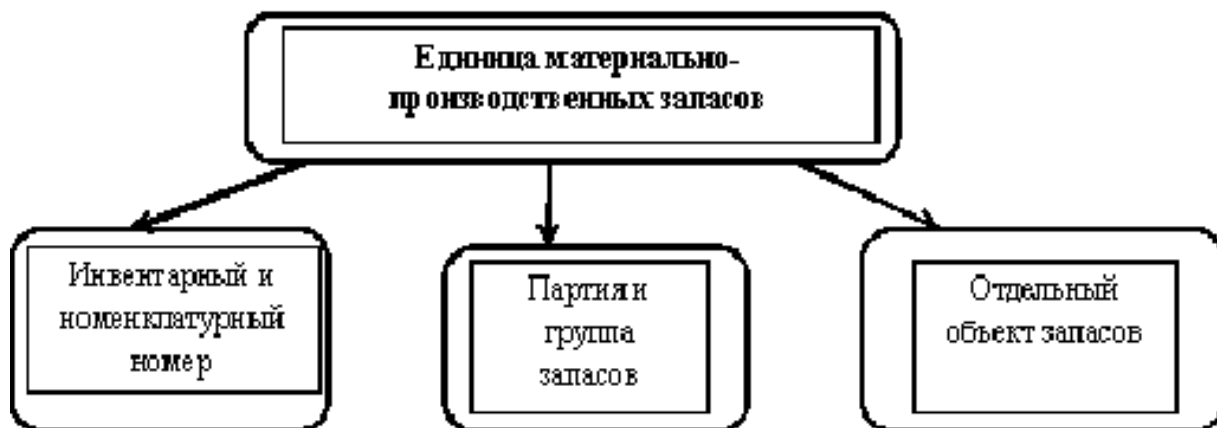 Единица материально-
производственных запасов
Инвентарный и
номенклатурный
номер
Партия и
группа
запасов
Отдельный
объект запасов